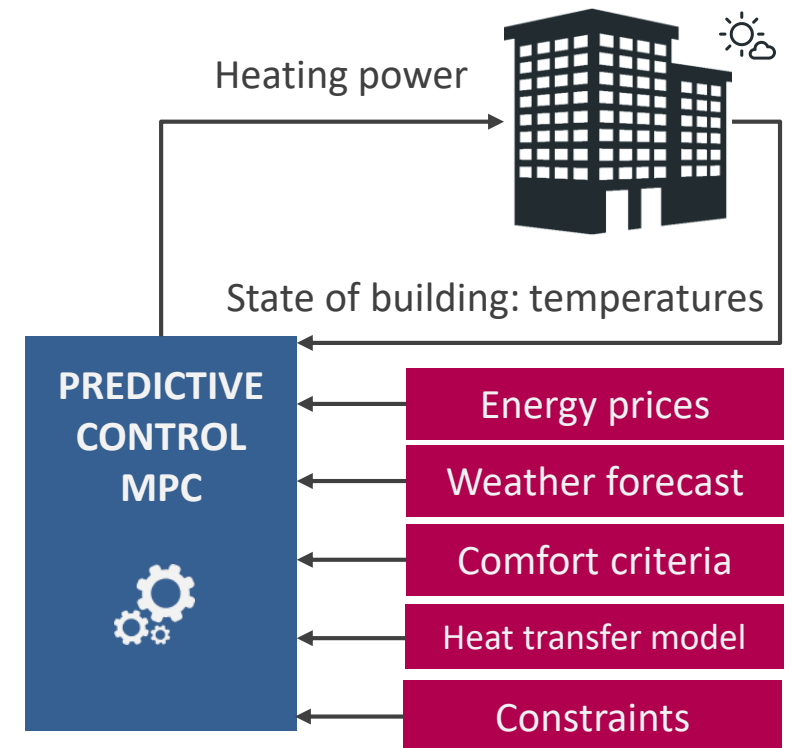 Heating power
State of building: temperatures
PREDICTIVE
CONTROL
MPC
Energy prices
Weather forecast
Comfort criteria
Heat transfer model
Constraints